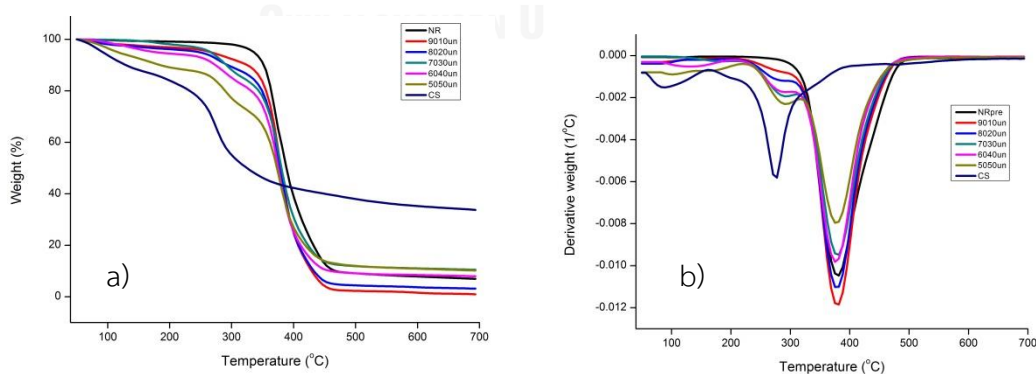 NR
9010un
8020un
7030un
6040un
5050un
CS
100
80
60
40
20
0
Weight (%)
a)
100 200 300 400 500 600 700
Temperature (°C)
0.000
-0.002
-0.004
-0.006
-0.008
-0.010
-0.012
Derivative weight (1/°C)
NRpre
9010un
8020un
7030un
6040un
5050un
CS
b)
100 200 300 400 500 600 700
Temperature (°C)